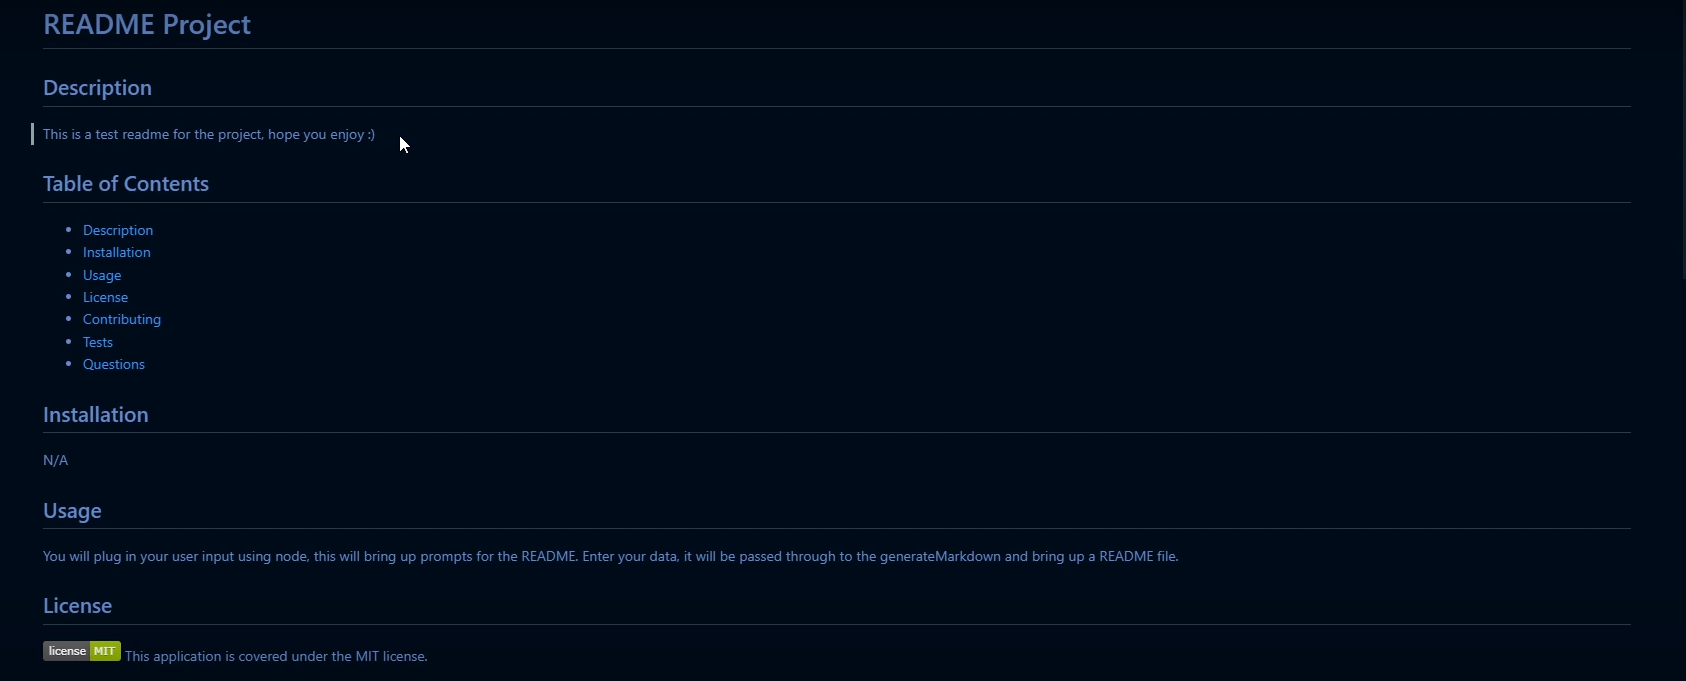 README Project
Description
This is a test readme for the project, hope you enjoy :)
Table of Contents
Description
Installation
Usage
License
Contributing
Tests
Questions
Installation
N/A
Usage
You will plug in your user input using node, this will bring up prompts for the README. Enter your data, it will be passed through to the generateMarkdown and bring up a README file.
License
license MIT This application is covered under the MIT license.